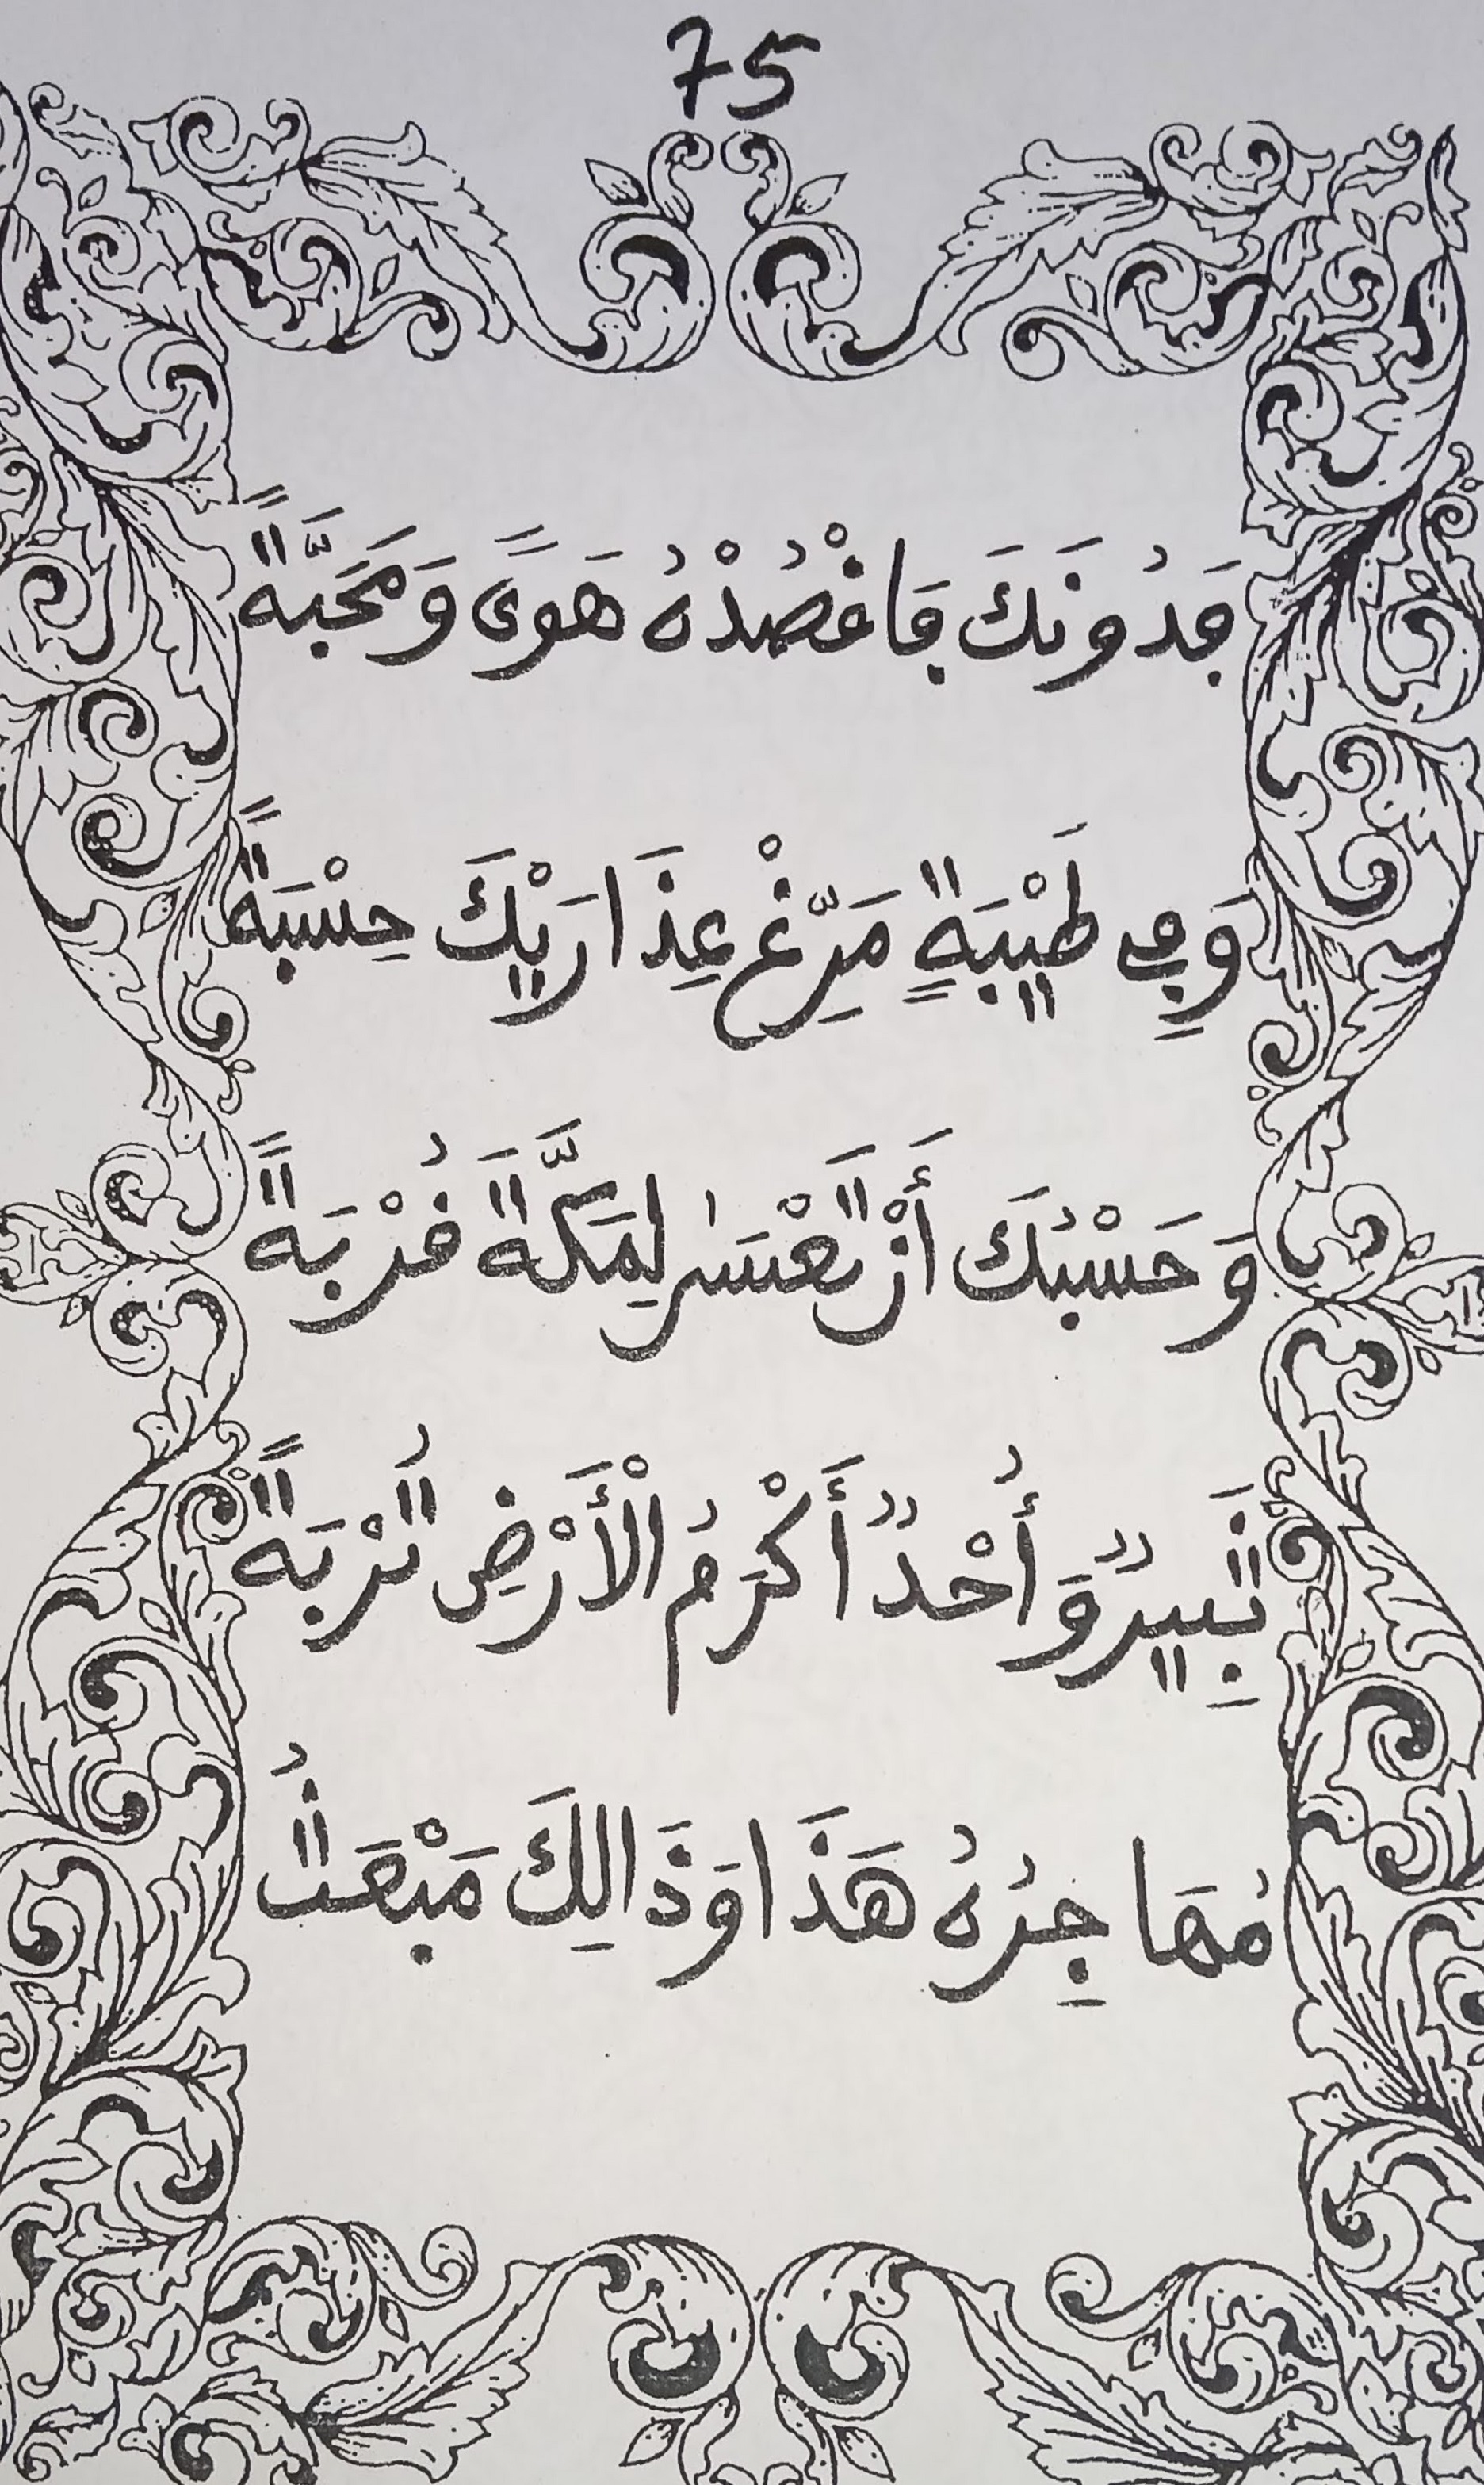 75
فَدُونَكَ فَاقْصُدْهُ هَوًى وَمَحَبَّةً
وَفِي طَيْبَةٍ مَرِّغْ عِذَارَيْكَ حِسْبَةً
وَحَسْبُكَ أَنْ لِمَكَّةَ قُرْبَةً
ثَبِيرٌ وَأُحْدٌ أَكْرَمُ الْأَرْضِ تُرْبَةً
مُهَاجِرُهُ هَذَا وَذَالِكَ مَبْعَثُ